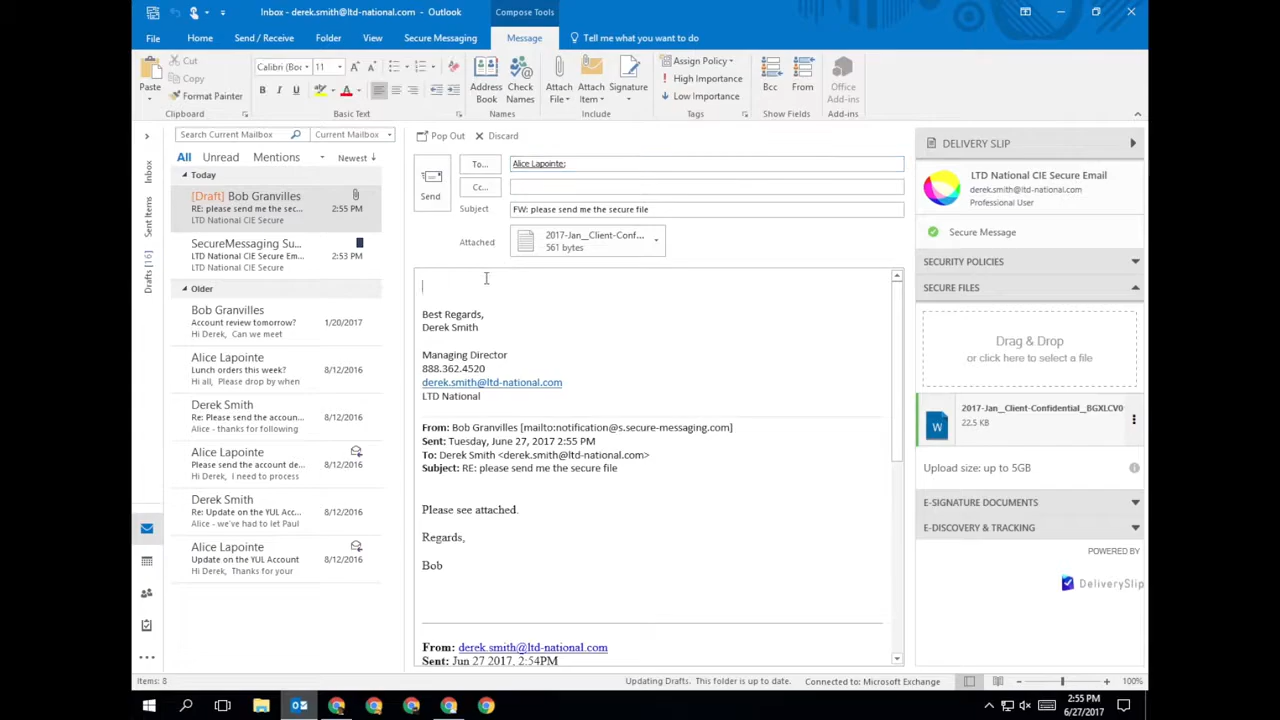 Inbox - derek.smith@ltd-national.com - Outlook
Compose Tools
File
Home
Send / Receive
Folder
View
Secure Messaging
Message
Tell me what you want to do
Paste
Cut
Copy
Format Painter
Clipboard
Calibri (Bo
11
B I U
Basic Text
Address Book
Check Names
Names
Attach File
Attach Item
Signature
Include
Assign Policy
High Importance
Low Importance
Tags
Bcc
From
Show Fields
Office Add-ins
Add-ins
Search Current Mailbox
Current Mailbox
All
Unread
Mentions
Newest
Today
[Draft] Bob Granvilles
RE: please send me the sec...
2:55 PM
LTD National CIE Secure
SecureMessaging Su...
LTD National CIE Secure Em...
2:53 PM
LTD National CIE Secure
Older
Bob Granvilles
Account review tomorrow?
1/20/2017
Hi Derek, Can we meet
Alice Lapointe
Lunch orders this week?
8/12/2016
Hi all, Please drop by when
Derek Smith
Re: Please send the accoun...
8/12/2016
Alice - thanks for following
Alice Lapointe
Please send the account de...
8/12/2016
Hi Derek, I need to process
Derek Smith
Re: Update on the YUL Acc...
8/12/2016
Alice - we've had to let Paul
Alice Lapointe
Update on the YUL Account
8/12/2016
Hi Derek, Thanks for your
Inbox
Sent Items
Drafts [16]
Pop Out
Discard
Send
To...
Alice Lapointe;
Cc...
Subject
FW: please send me the secure file
Attached
2017-Jan__Client-Conf...
561 bytes
Best Regards,
Derek Smith
Managing Director
888.362.4520
derek.smith@ltd-national.com
LTD National
From: Bob Granvilles [mailto:notification@s.secure-messaging.com]
Sent: Tuesday, June 27, 2017 2:55 PM
To: Derek Smith <derek.smith@ltd-national.com>
Subject: RE: please send me the secure file
Please see attached.
Regards,
Bob
From: derek.smith@ltd-national.com
Sent: Jun 27 2017, 2:54PM
DELIVERY SLIP
LTD National CIE Secure Email
derek.smith@ltd-national.com
Professional User
Secure Message
SECURITY POLICIES
SECURE FILES
Drag & Drop
or click here to select a file
W
2017-Jan__Client-Confidential__BGXLCV0
22.5 KB
Upload size: up to 5GB
E-SIGNATURE DOCUMENTS
E-DISCOVERY & TRACKING
POWERED BY
DeliverySlip
Items: 8
Updating Drafts. This folder is up to date.
Connected to: Microsoft Exchange
100%
2:55 PM
6/27/2017